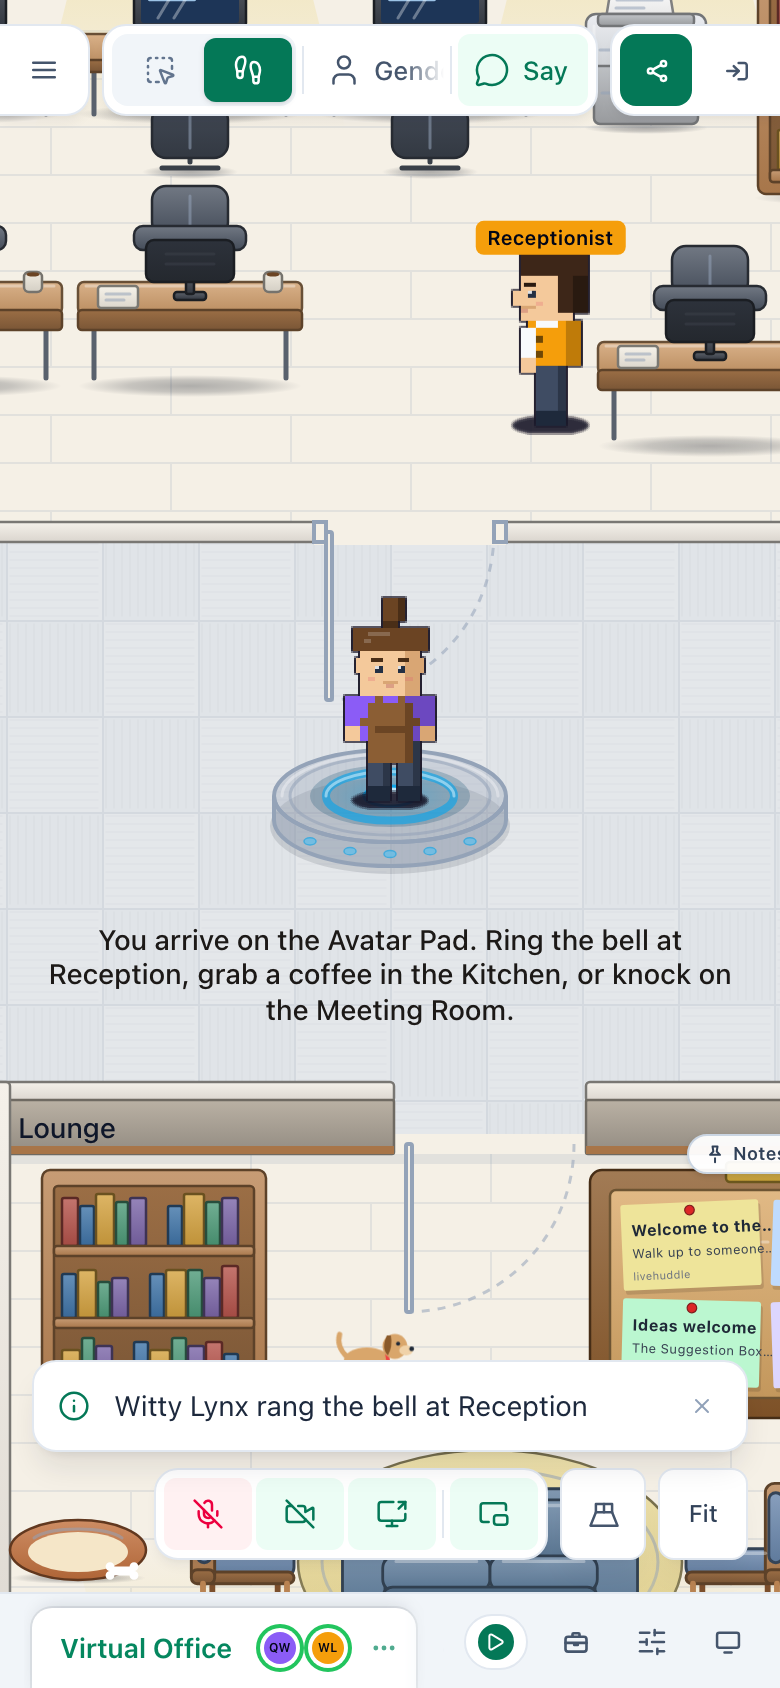 Gend
Say
Receptionist
You arrive on the Avatar Pad. Ring the bell at
Reception, grab a coffee in the Kitchen, or knock on
the Meeting Room.
Lounge
Notes
Welcome to the..
Walk up to someone...
livehuddle
Ideas welcome
The Suggestion Box...
Witty Lynx rang the bell at Reception
Fit
Virtual Office
QW
WL